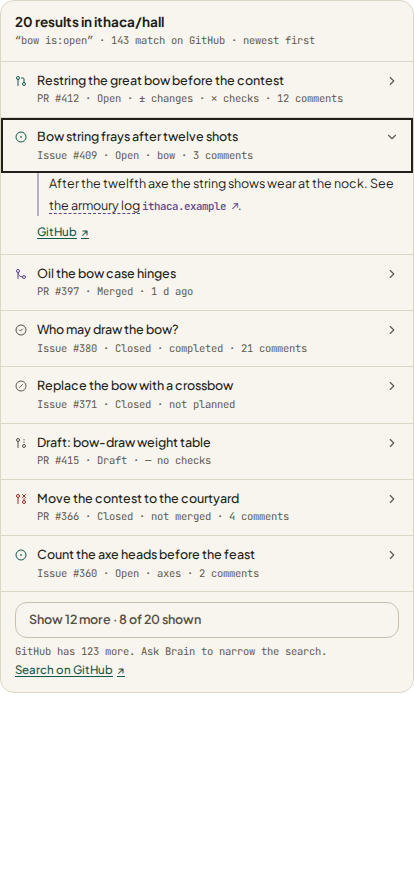 20 results in ithaca/hall
“bow is:open” · 143 match on GitHub · newest first
Restring the great bow before the contest
PR #412 · Open · ± changes · × checks · 12 comments
Bow string frays after twelve shots
Issue #409 · Open · bow · 3 comments
After the twelfth axe the string shows wear at the nock. See
the armoury log ithaca.example ↗.
GitHub ↗
Oil the bow case hinges
PR #397 · Merged · 1 d ago
Who may draw the bow?
Issue #380 · Closed · completed · 21 comments
Replace the bow with a crossbow
Issue #371 · Closed · not planned
Draft: bow-draw weight table
PR #415 · Draft · — no checks
Move the contest to the courtyard
PR #366 · Closed · not merged · 4 comments
Count the axe heads before the feast
Issue #360 · Open · axes · 2 comments
Show 12 more · 8 of 20 shown
GitHub has 123 more. Ask Brain to narrow the search.
Search on GitHub ↗